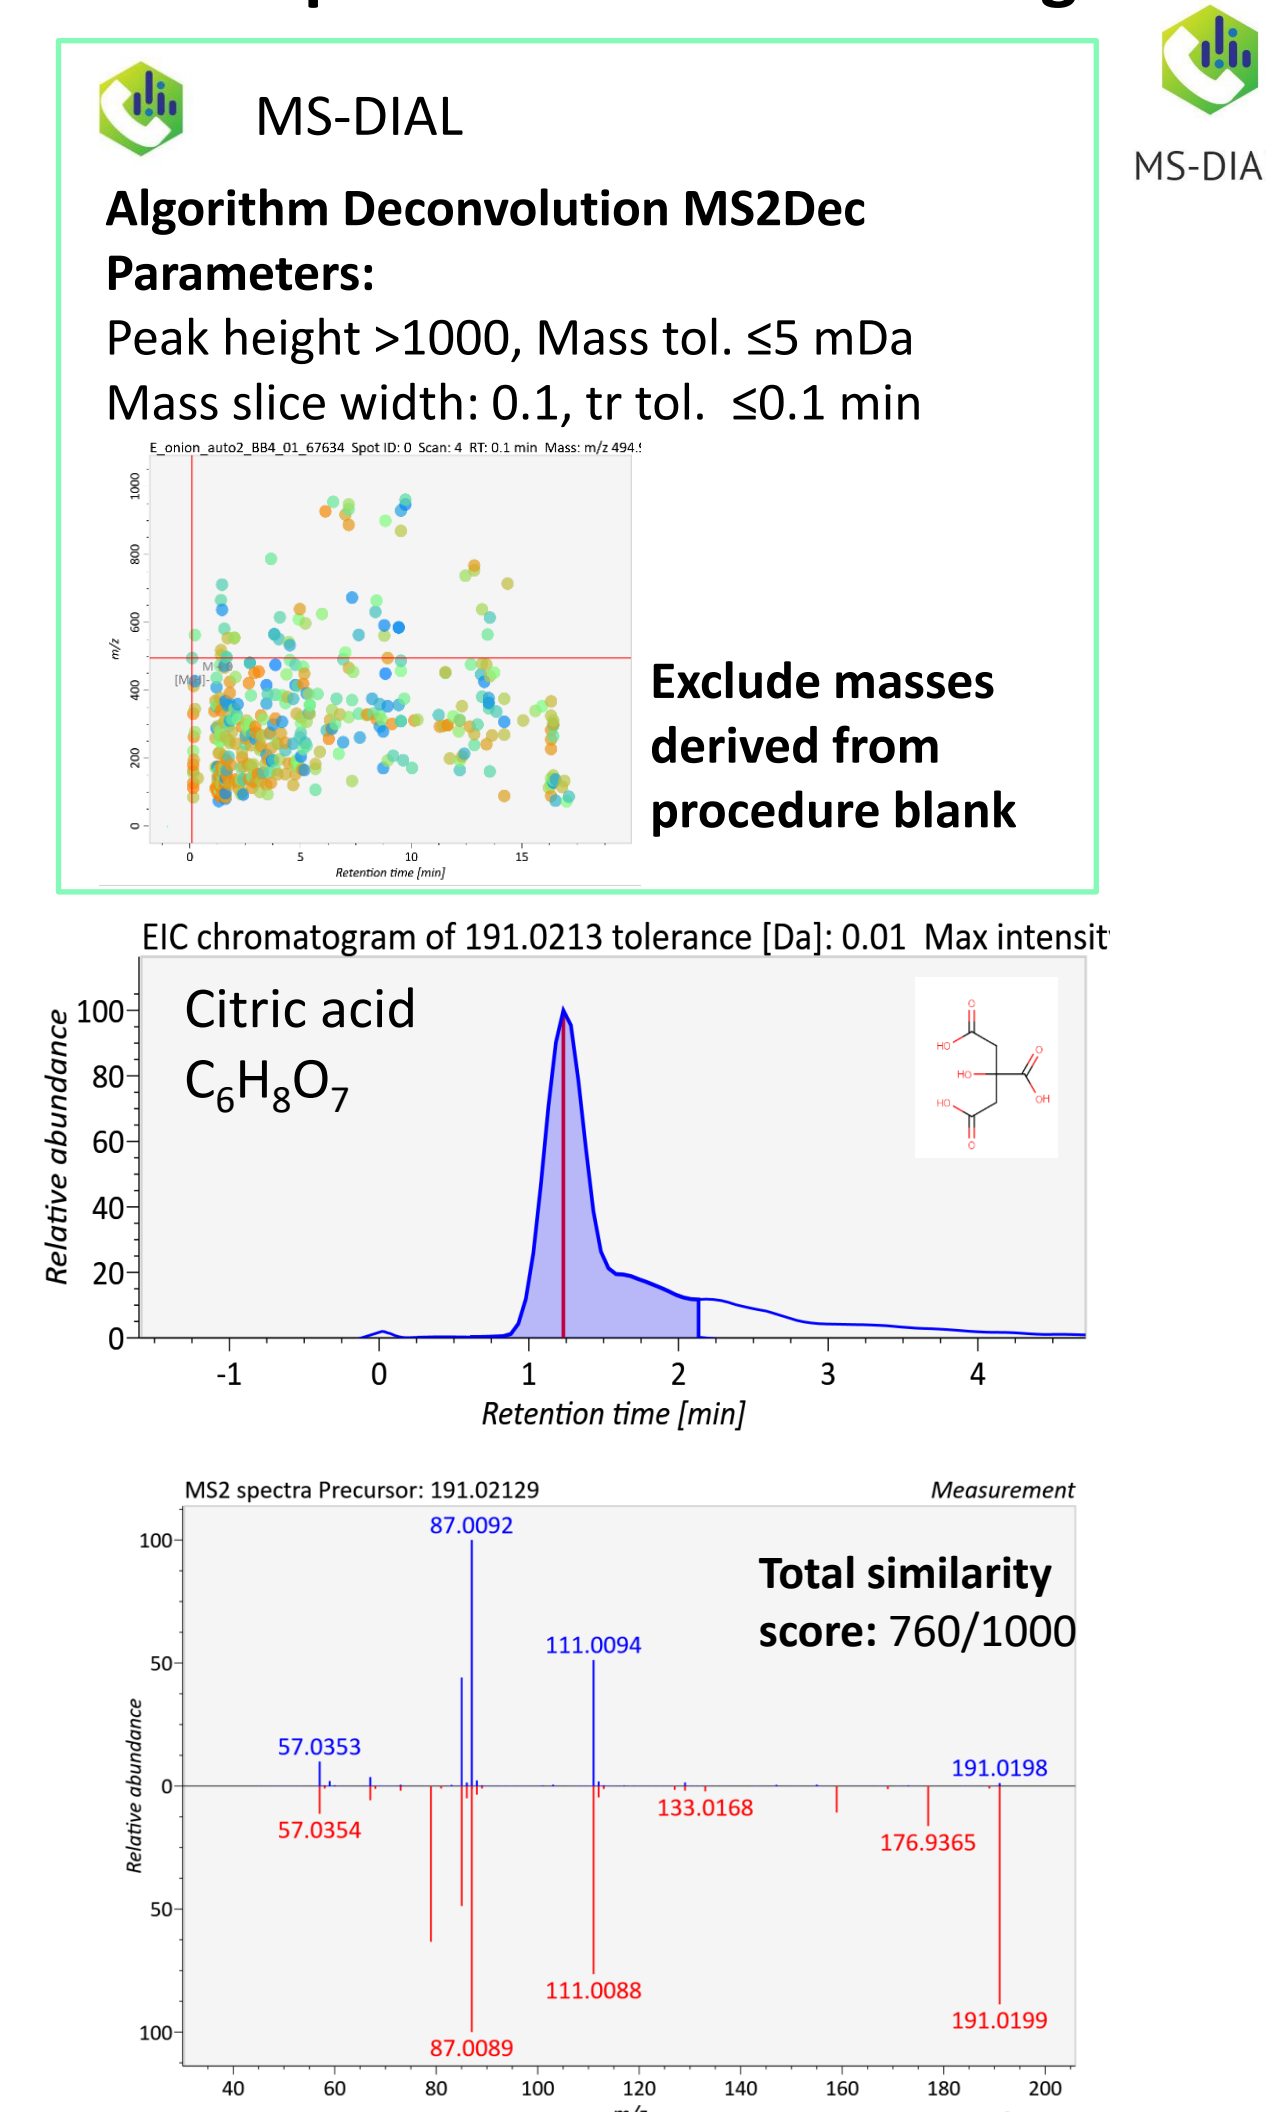 MS-DIAL
MS-DIA
Algorithm Deconvolution MS2Dec
Parameters:
Peak height >1000, Mass tol. ≤5 mDa
Mass slice width: 0.1, tr tol. ≤0.1 min
E_onion_auto2_BB4_01_67634 Spot ID: 0 Scan: 4 RT: 0.1 min Mass: m/z 494.
1000
800
600
400
200
0
m/z
0 5 10 15
Retention time [min]
Exclude masses
derived from
procedure blank
EIC chromatogram of 191.0213 tolerance [Da]: 0.01 Max intensit
Citric acid
C₆H₈O₇
O
HO
O
HO
HO
OH
O
Relative abundance
100
80
60
40
20
0
-1 0 1 2 3 4
Retention time [min]
MS2 spectra Precursor: 191.02129
Measurement
Total similarity
score: 760/1000
87.0092
111.0094
57.0353
191.0198
57.0354
133.0168
176.9365
111.0088
191.0199
87.0089
Relative abundance
100
50
0
50
100
40 60 80 100 120 140 160 180 200
m/z